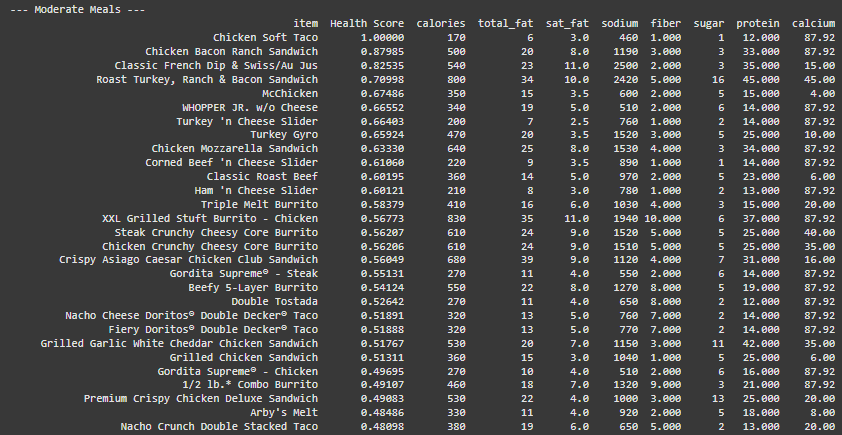 --- Moderate Meals ---
item Health Score calories total_fat sat_fat sodium fiber sugar protein calcium
Chicken Soft Taco 1.00000 170 6 3.0 460 1.000 1 12.000 87.92
Chicken Bacon Ranch Sandwich 0.87985 500 20 8.0 1190 3.000 3 33.000 87.92
Classic French Dip & Swiss/Au Jus 0.82535 540 23 11.0 2500 2.000 3 35.000 15.00
Roast Turkey, Ranch & Bacon Sandwich 0.70998 800 34 10.0 2420 5.000 16 45.000 45.00
McChicken 0.67486 350 15 3.5 600 2.000 5 15.000 4.00
WHOPPER JR. w/o Cheese 0.66552 340 19 5.0 510 2.000 6 14.000 87.92
Turkey 'n Cheese Slider 0.66403 200 7 2.5 760 1.000 2 14.000 87.92
Turkey Gyro 0.65924 470 20 3.5 1520 3.000 5 25.000 10.00
Chicken Mozzarella Sandwich 0.63330 640 25 8.0 1530 4.000 3 34.000 87.92
Corned Beef 'n Cheese Slider 0.61060 220 9 3.5 890 1.000 1 14.000 87.92
Classic Roast Beef 0.60195 360 14 5.0 970 2.000 5 23.000 6.00
Ham 'n Cheese Slider 0.60121 210 8 3.0 780 1.000 2 13.000 87.92
Triple Melt Burrito 0.58379 410 16 6.0 1030 4.000 3 15.000 20.00
XXL Grilled Stuft Burrito - Chicken 0.56773 830 35 11.0 1940 10.000 6 37.000 87.92
Steak Crunchy Cheesy Core Burrito 0.56207 610 24 9.0 1520 5.000 5 25.000 40.00
Chicken Crunchy Cheesy Core Burrito 0.56206 610 24 9.0 1510 5.000 5 25.000 35.00
Crispy Asiago Caesar Chicken Club Sandwich 0.56049 680 39 9.0 1120 4.000 7 31.000 16.00
Gordita Supreme® - Steak 0.55131 270 11 4.0 550 2.000 6 14.000 87.92
Beefy 5-Layer Burrito 0.54124 550 22 8.0 1270 8.000 5 19.000 87.92
Double Tostada 0.52642 270 11 4.0 650 8.000 2 12.000 87.92
Nacho Cheese Doritos® Double Decker® Taco 0.51891 320 13 5.0 760 7.000 2 14.000 87.92
Fiery Doritos® Double Decker® Taco 0.51888 320 13 5.0 770 7.000 2 14.000 87.92
Grilled Garlic White Cheddar Chicken Sandwich 0.51767 530 20 7.0 1150 3.000 11 42.000 35.00
Grilled Chicken Sandwich 0.51311 360 15 3.0 1040 1.000 5 25.000 6.00
Gordita Supreme® - Chicken 0.49695 270 10 4.0 510 2.000 6 16.000 87.92
1/2 lb.* Combo Burrito 0.49107 460 18 7.0 1320 9.000 3 21.000 87.92
Premium Crispy Chicken Deluxe Sandwich 0.49083 530 22 4.0 1000 3.000 13 25.000 20.00
Arby's Melt 0.48486 330 11 4.0 920 2.000 5 18.000 8.00
Nacho Crunch Double Stacked Taco 0.48098 380 19 6.0 650 5.000 2 13.000 20.00